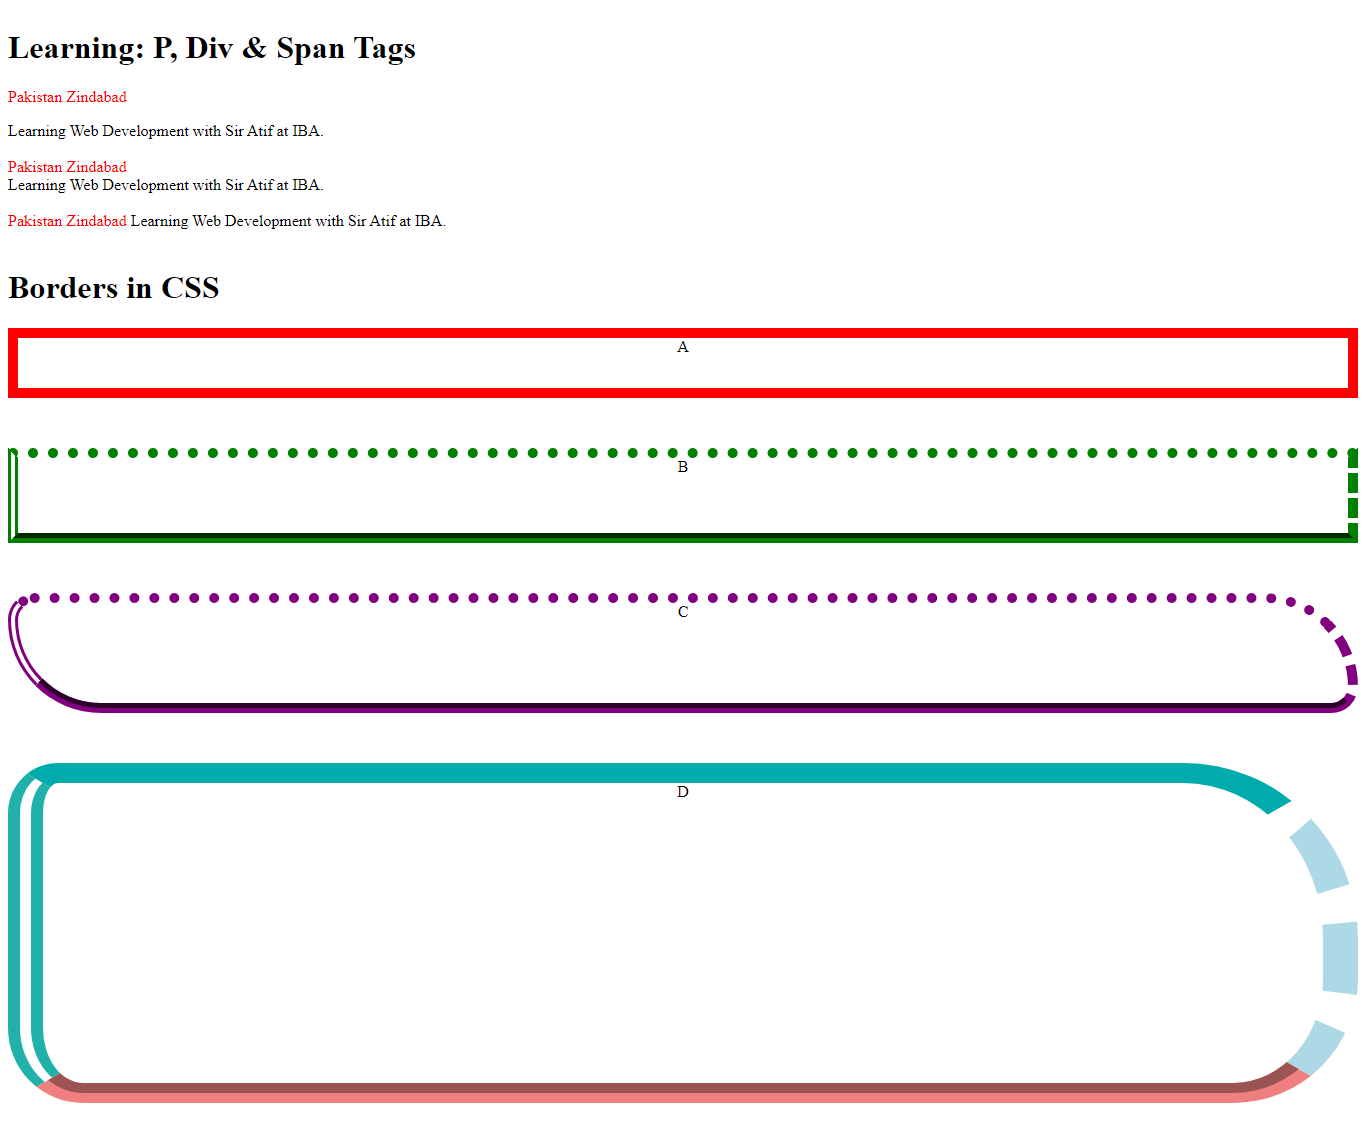 Learning: P, Div & Span Tags
Pakistan Zindabad
Learning Web Development with Sir Atif at IBA.
Pakistan Zindabad
Learning Web Development with Sir Atif at IBA.
Pakistan Zindabad Learning Web Development with Sir Atif at IBA.
Borders in CSS
A
B
C
D